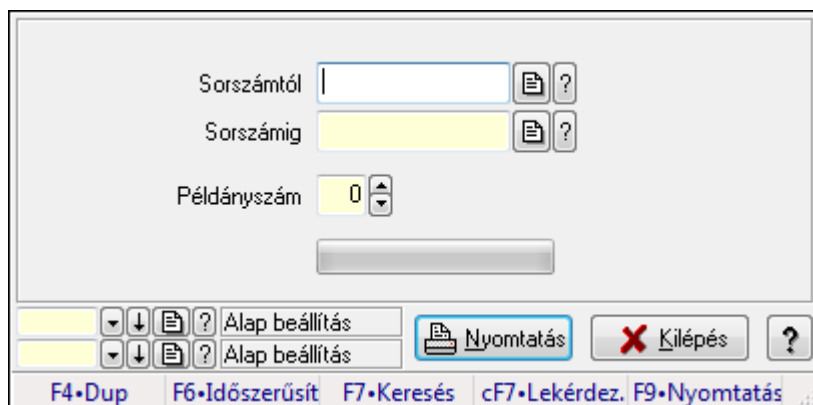 Sorszámtól ?
Sorszámig ?
Példányszám 0
? Alap beállítás
? Alap beállítás
Nyomtatás Kilépés ?
F4•Dup F6•Időszerűsít F7•Keresés cF7•Lekérdez. F9•Nyomtatás